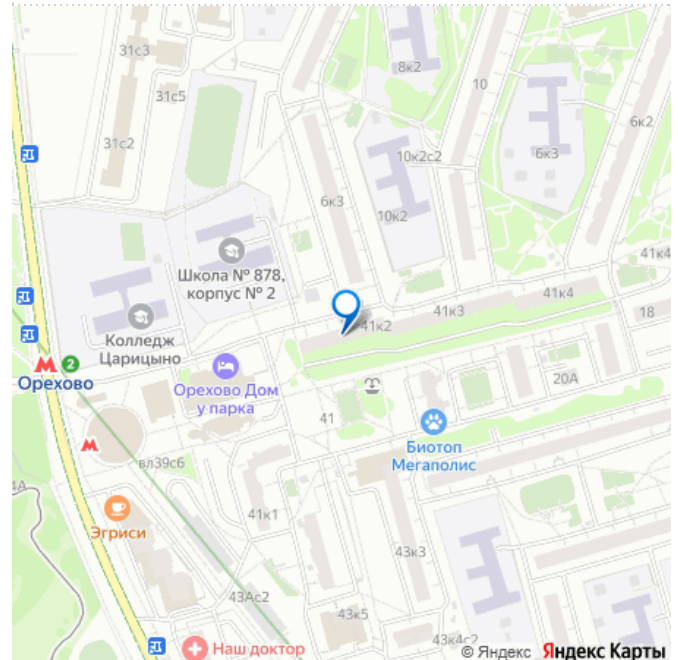 31с3
31с5
31с2
8к2
10
6к2
10к2с2
6к3
6к3
10к2
Школа № 878,
корпус № 2
41к4
41к4
41к3
18
41к2
Колледж
Царицыно
2
Орехово
Орехово Дом
у парка
20А
41
Биотоп
Мегаполис
вл39с6
4А
Эгриси
41к1
43к3
43Ас2
43к5
43к4с2
Наш доктор
© Яндекс Яндекс Карты